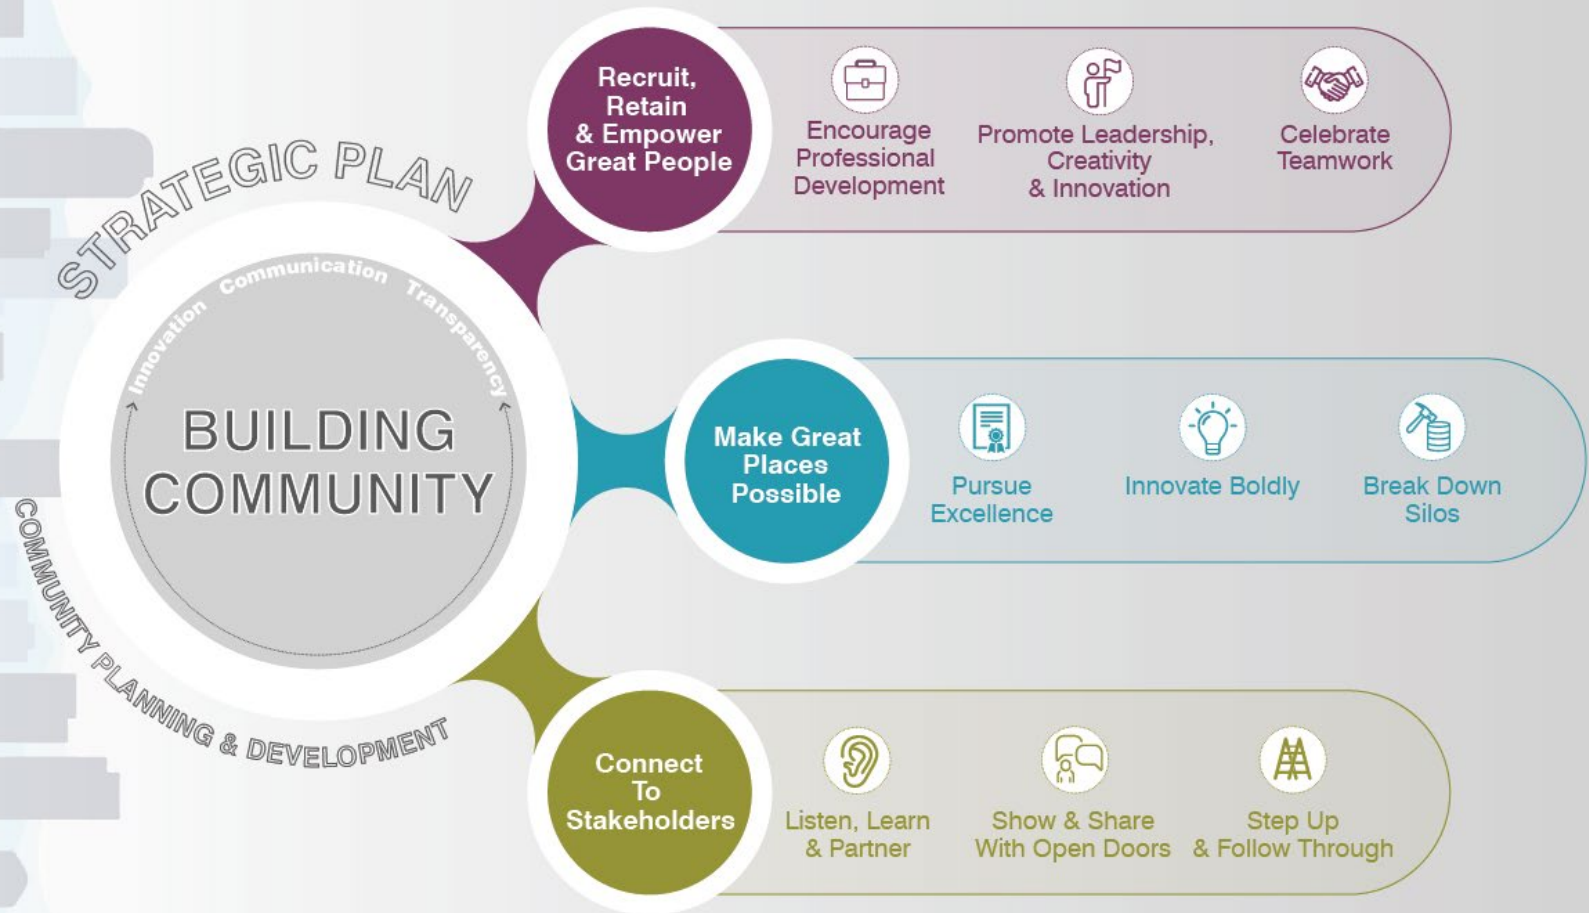 STRATEGIC PLAN
Innovation Communication Transparency
BUILDING
COMMUNITY
COMMUNITY PLANNING & DEVELOPMENT
Recruit,
Retain
& Empower
Great People
Encourage
Professional
Development
Promote Leadership,
Creativity
& Innovation
Celebrate
Teamwork
Make Great
Places
Possible
Pursue
Excellence
Innovate Boldly
Break Down
Silos
Connect
To
Stakeholders
Listen, Learn
& Partner
Show & Share
With Open Doors
Step Up
& Follow Through